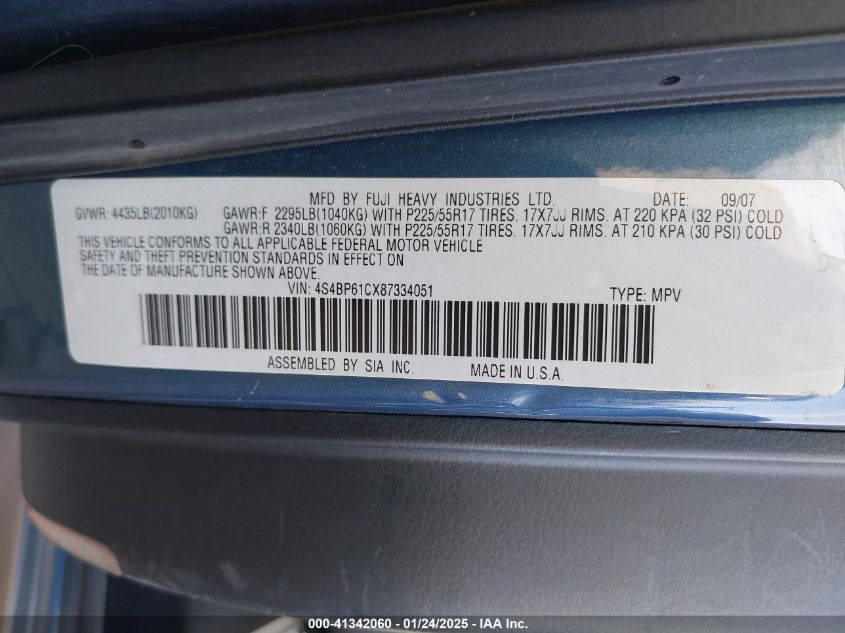 MFD BY FUJI HEAVY INDUSTRIES LTD. DATE: 09/07
GVWR: 4435LB(2010KG) GAWR:F 2295LB(1040KG) WITH P225/55R17 TIRES. 17X7JJ RIMS. AT 220 KPA (32 PSI) COLD
GAWR:R 2340LB(1060KG) WITH P225/55R17 TIRES. 17X7JJ RIMS. AT 210 KPA (30 PSI) COLD
THIS VEHICLE CONFORMS TO ALL APPLICABLE FEDERAL MOTOR VEHICLE
SAFETY AND THEFT PREVENTION STANDARDS IN EFFECT ON
THE DATE OF MANUFACTURE SHOWN ABOVE.
VIN: 4S4BP61CX87334051 TYPE: MPV
ASSEMBLED BY SIA INC. MADE IN U.S.A.
000-41342060 - 01/24/2025 - IAA Inc.